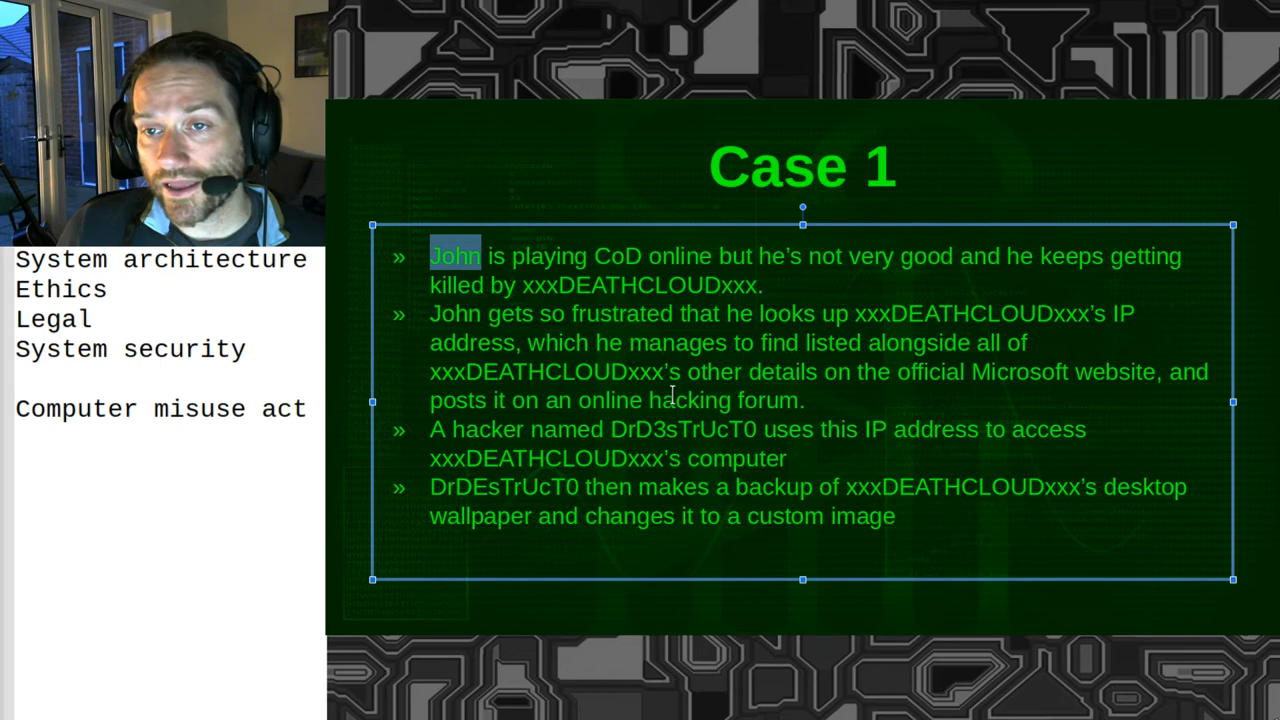 System architecture
Ethics
Legal
System security
Computer misuse act
Case 1
» John is playing CoD online but he’s not very good and he keeps getting
killed by xxxDEATHCLOUDxxx.
» John gets so frustrated that he looks up xxxDEATHCLOUDxxx’s IP
address, which he manages to find listed alongside all of
xxxDEATHCLOUDxxx’s other details on the official Microsoft website, and
posts it on an online hacking forum.
» A hacker named DrD3sTrUcT0 uses this IP address to access
xxxDEATHCLOUDxxx’s computer
» DrDEsTrUcT0 then makes a backup of xxxDEATHCLOUDxxx’s desktop
wallpaper and changes it to a custom image